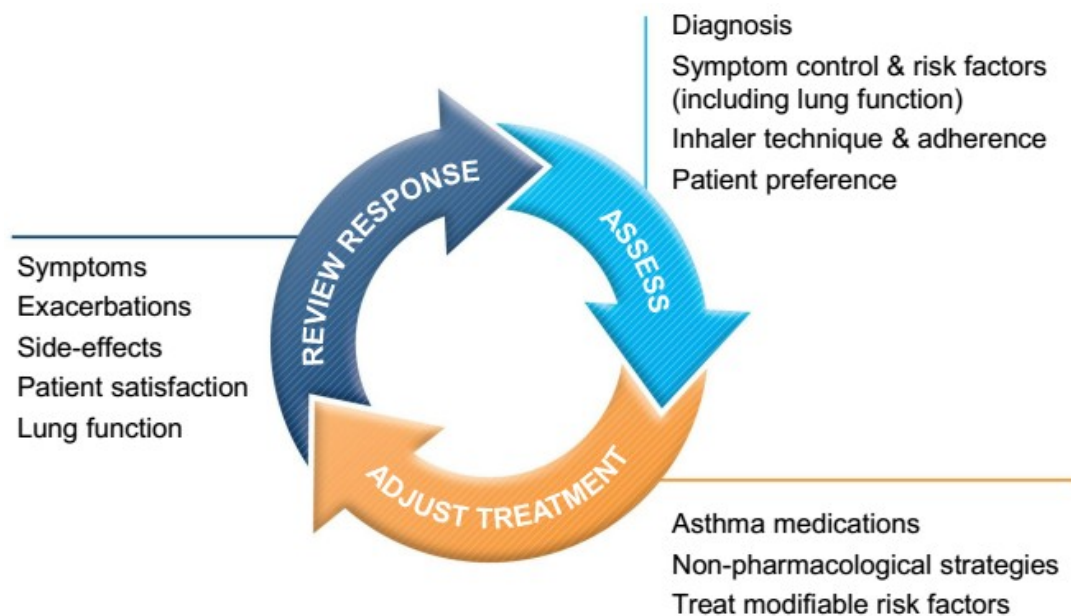 Diagnosis
Symptom control & risk factors
(including lung function)
Inhaler technique & adherence
Patient preference
ASSESS
Asthma medications
Non-pharmacological strategies
Treat modifiable risk factors
ADJUST TREATMENT
Symptoms
Exacerbations
Side-effects
Patient satisfaction
Lung function
REVIEW RESPONSE